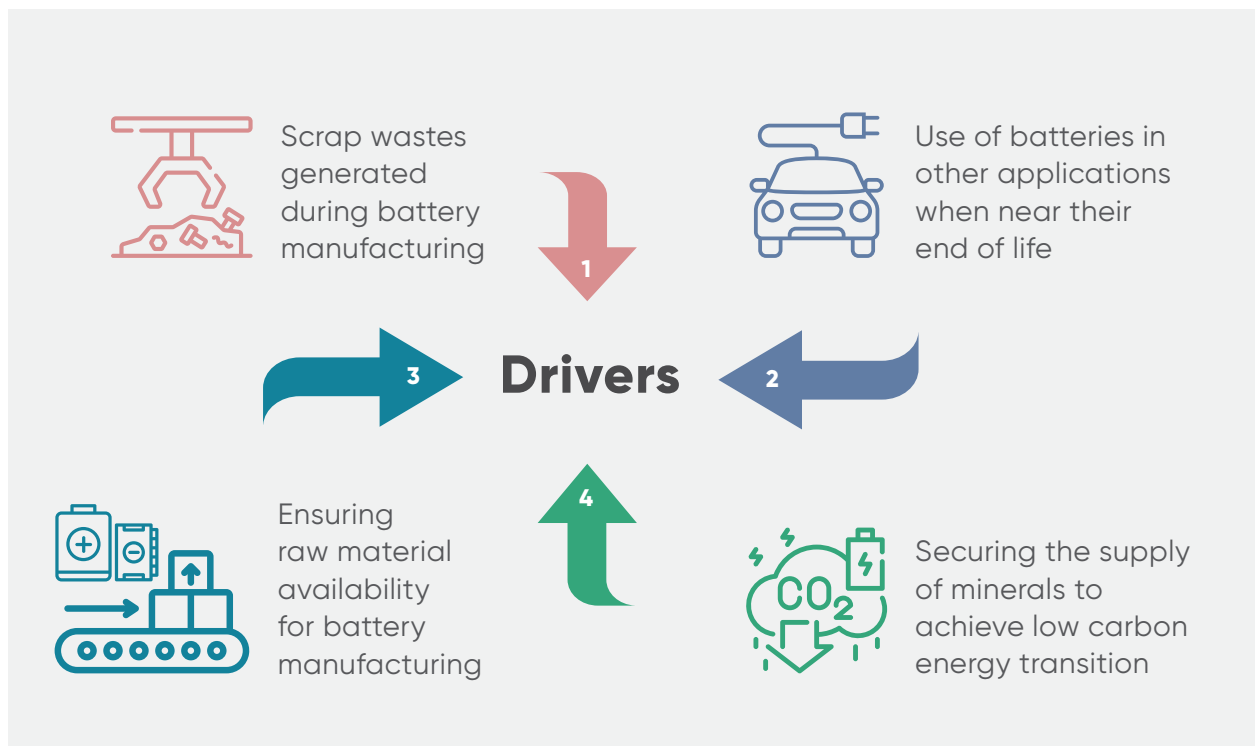 Scrap wastes
generated
during battery
manufacturing
1
Use of batteries in
other applications
when near their
end of life
3
Drivers
2
Ensuring
raw material
availability
for battery
manufacturing
4
CO2
Securing the supply
of minerals to
achieve low carbon
energy transition